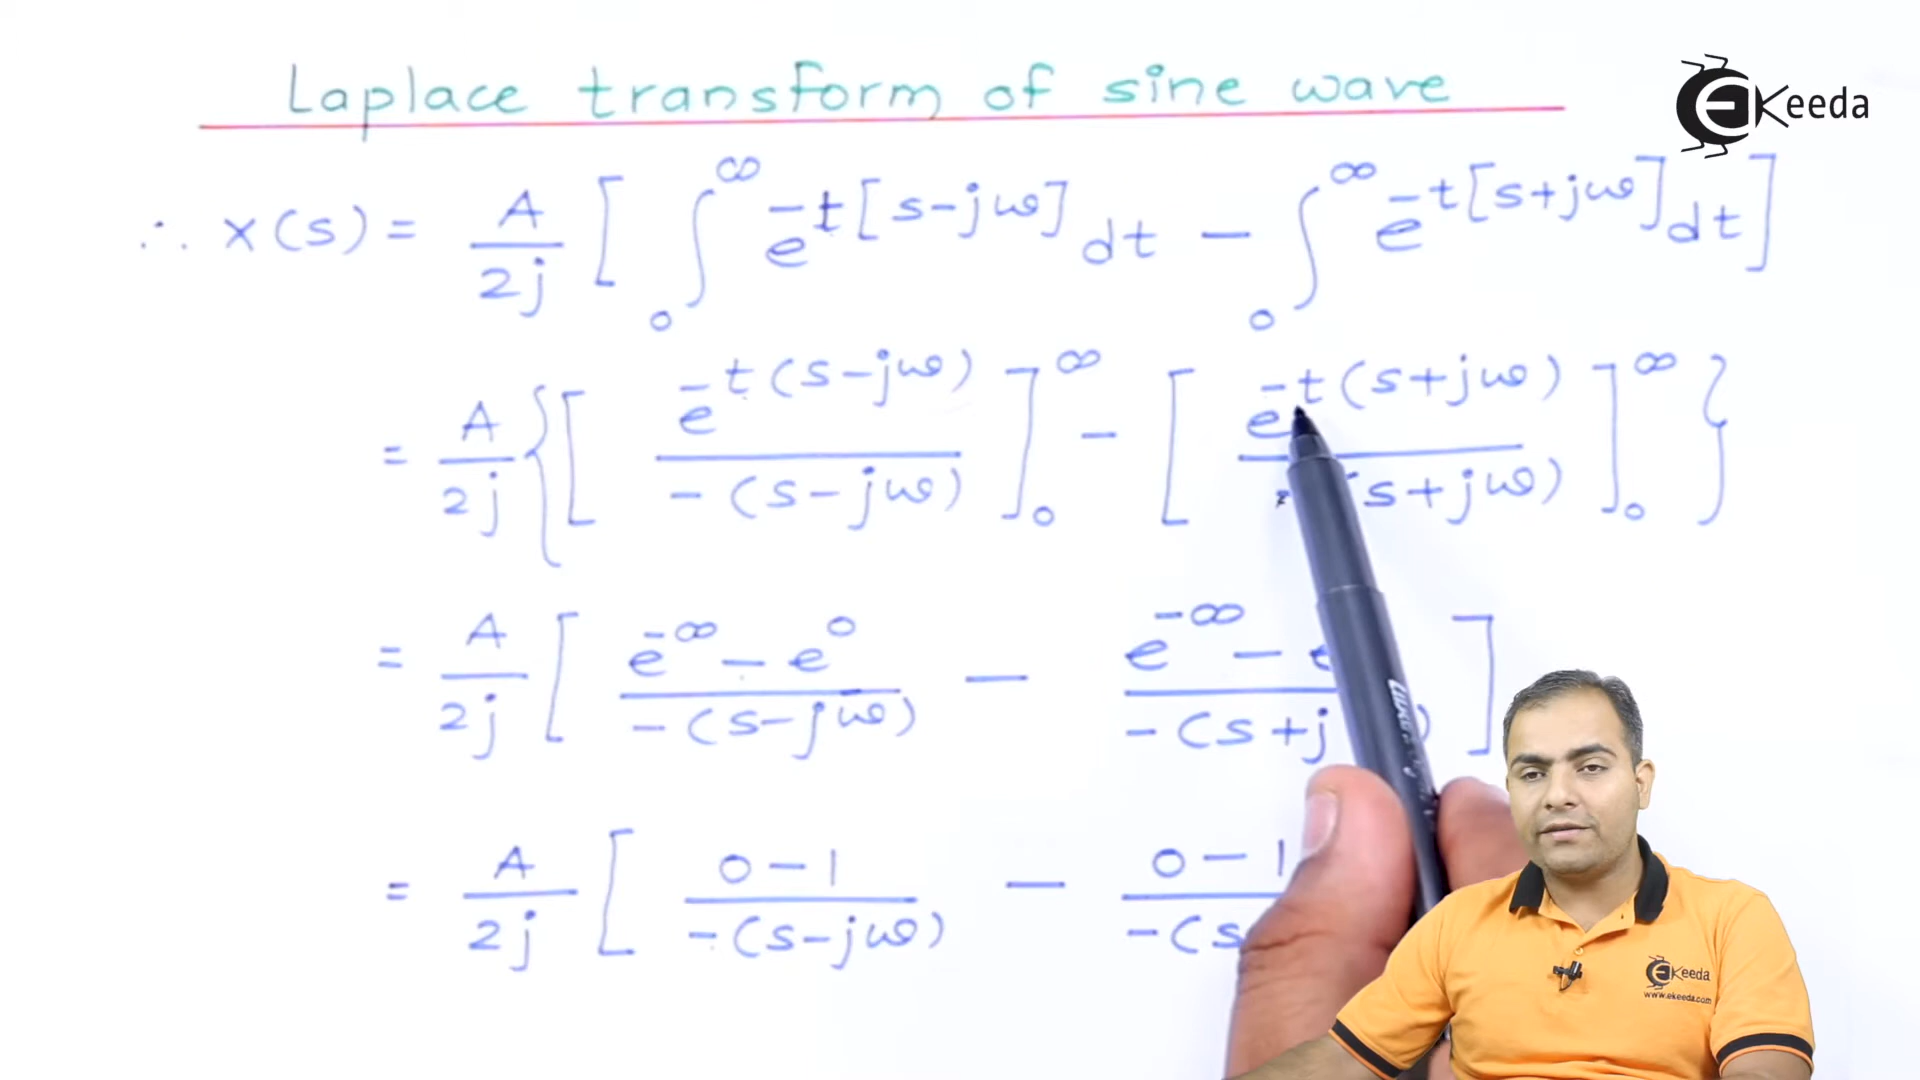 Laplace transform of sine wave
EKeeda
∴ X(s) = A/2j [ ∫₀^∞ e^{-t[s-jω]} dt - ∫₀^∞ e^{-t[s+jω]} dt ]
= A/2j { [ e^{-t(s-jω)} / -(s-jω) ]₀^∞ - [ e^{-t(s+jω)} / (s+jω) ]₀^∞ }
= A/2j [ e^{-∞} - e^0 / -(s-jω) - e^{-∞} - / -(s+j ) ]
= A/2j [ 0-1 / -(s-jω) - 0-1 / -(s
EKeeda
www.ekeeda.com